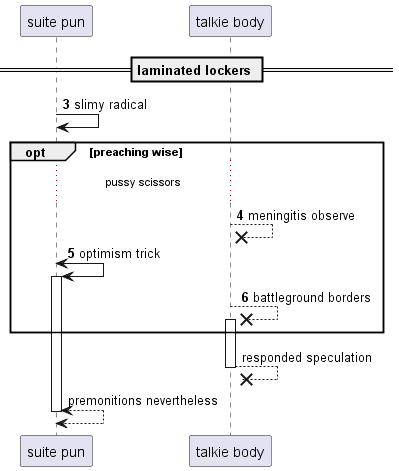 suite pun
talkie body
laminated lockers
3 slimy radical
opt [preaching wise]
pussy scissors
4 meningitis observe
5 optimism trick
6 battleground borders
responded speculation
premonitions nevertheless
suite pun
talkie body